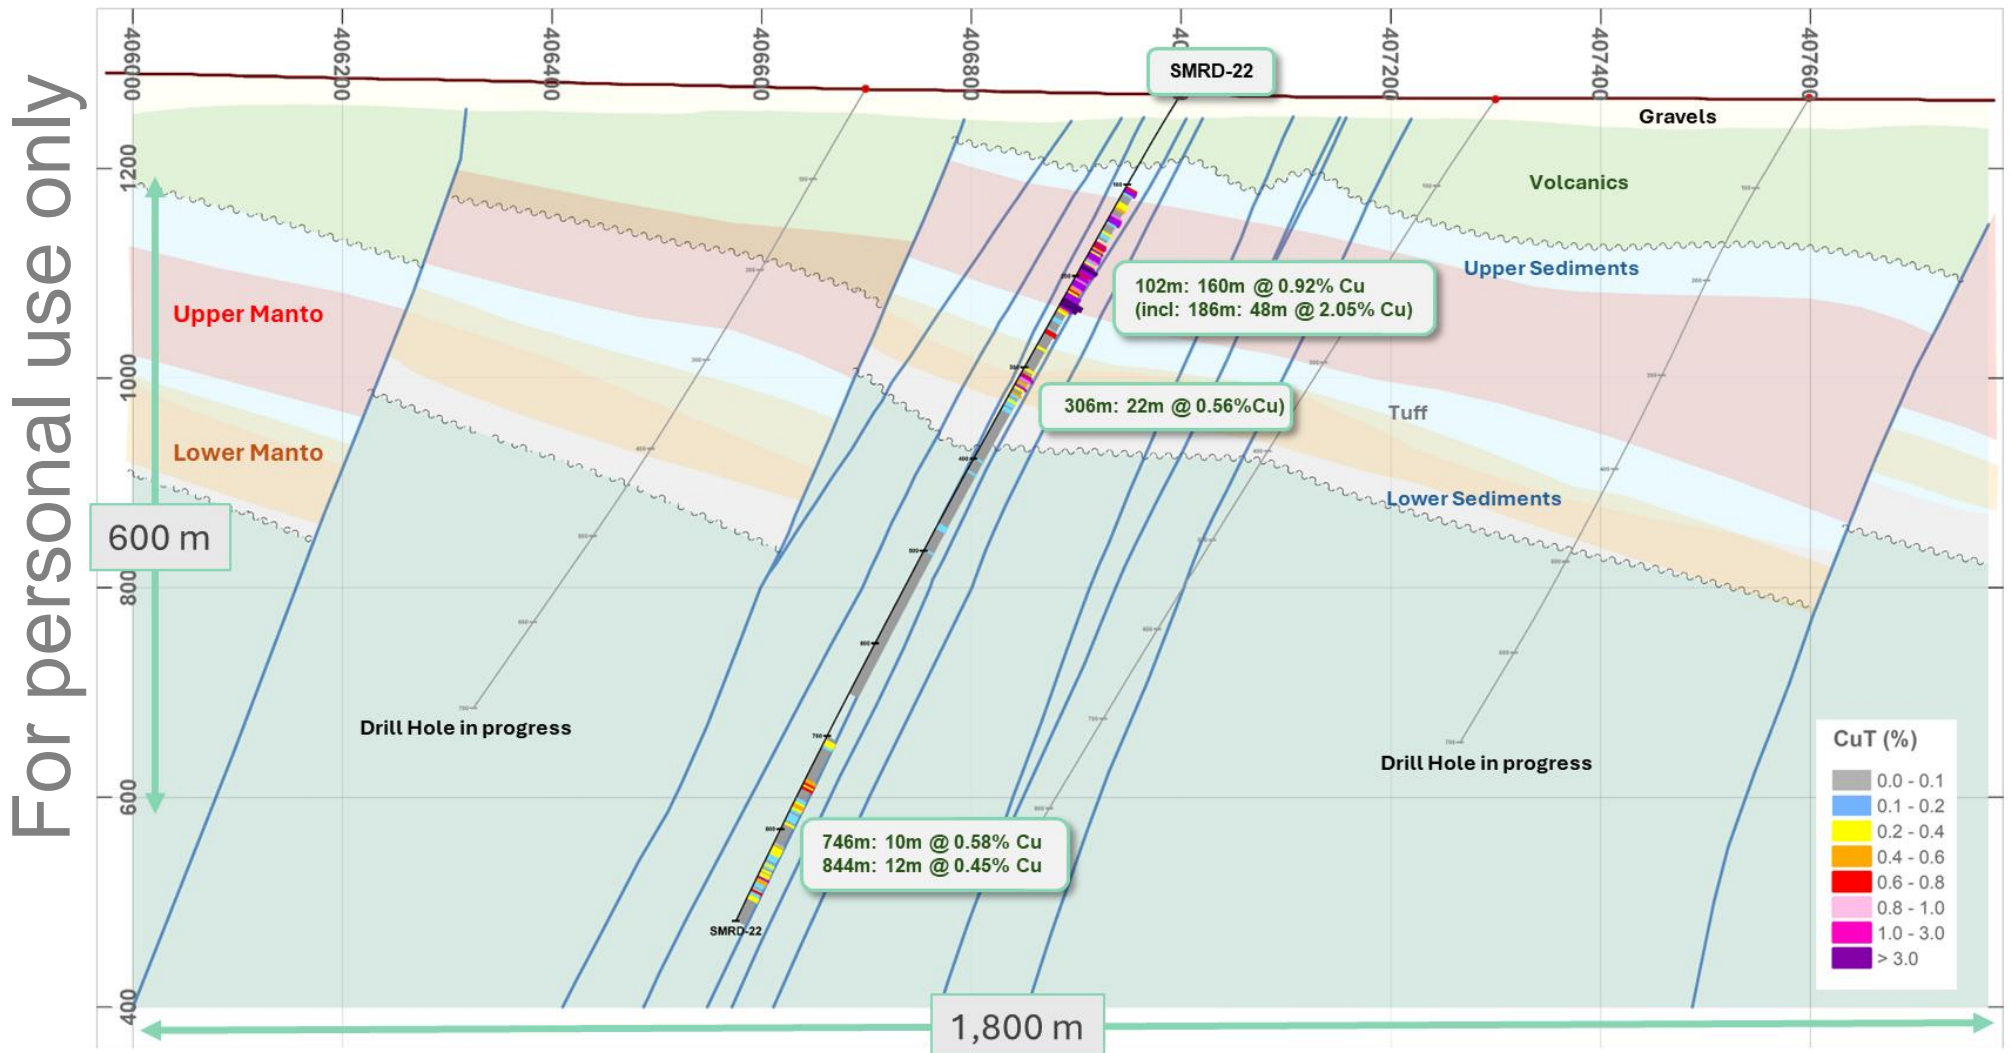 For personal use only
406000
406200
406400
406600
406800
407200
407400
407600
SMRD-22
Gravels
1200
Volcanics
Upper Sediments
102m: 160m @ 0.92% Cu
(incl: 186m: 48m @ 2.05% Cu)
Upper Manto
1000
306m: 22m @ 0.56%Cu)
Tuff
Lower Manto
Lower Sediments
600 m
800
Drill Hole in progress
Drill Hole in progress
600
746m: 10m @ 0.58% Cu
844m: 12m @ 0.45% Cu
SMRD-22
CuT (%)
0.0 - 0.1
0.1 - 0.2
0.2 - 0.4
0.4 - 0.6
0.6 - 0.8
0.8 - 1.0
1.0 - 3.0
> 3.0
400
1,800 m